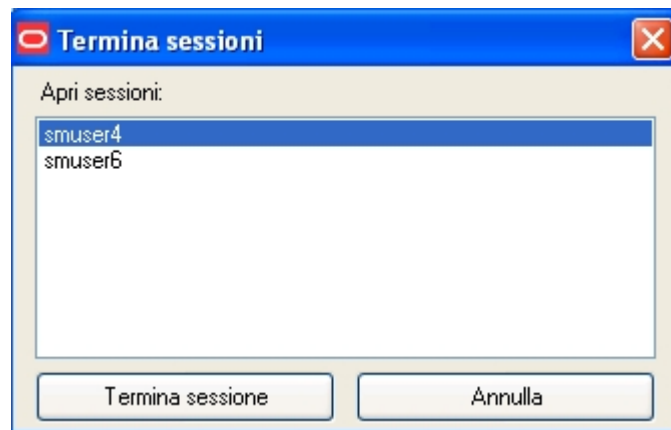 Termina sessioni
Apri sessioni:
smuser4
smuser6
Termina sessione
Annulla